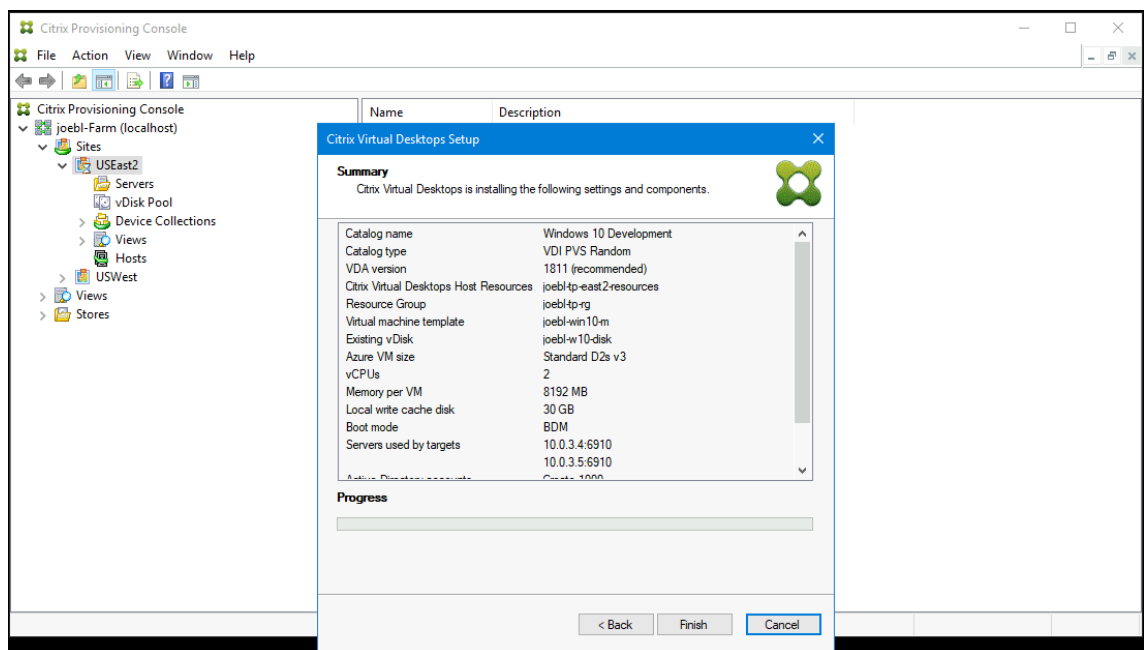 Citrix Provisioning Console
File Action View Window Help
Citrix Provisioning Console
joebl-Farm (localhost)
Sites
USEast2
Servers
vDisk Pool
Device Collections
Views
Hosts
USWest
Views
Stores
Name Description
Citrix Virtual Desktops Setup
Summary
Citrix Virtual Desktops is installing the following settings and components.
Catalog name Windows 10 Development
Catalog type VDI PVS Random
VDA version 1811 (recommended)
Citrix Virtual Desktops Host Resources joebl-tp-east2-resources
Resource Group joebl-tp-rg
Virtual machine template joebl-win10-m
Existing vDisk joebl-w10-disk
Azure VM size Standard D2s v3
vCPUs 2
Memory per VM 8192 MB
Local write cache disk 30 GB
Boot mode BDM
Servers used by targets 10.0.3.4:6910
10.0.3.5:6910
Active Directory accounts Create 1000
Progress
< Back Finish Cancel